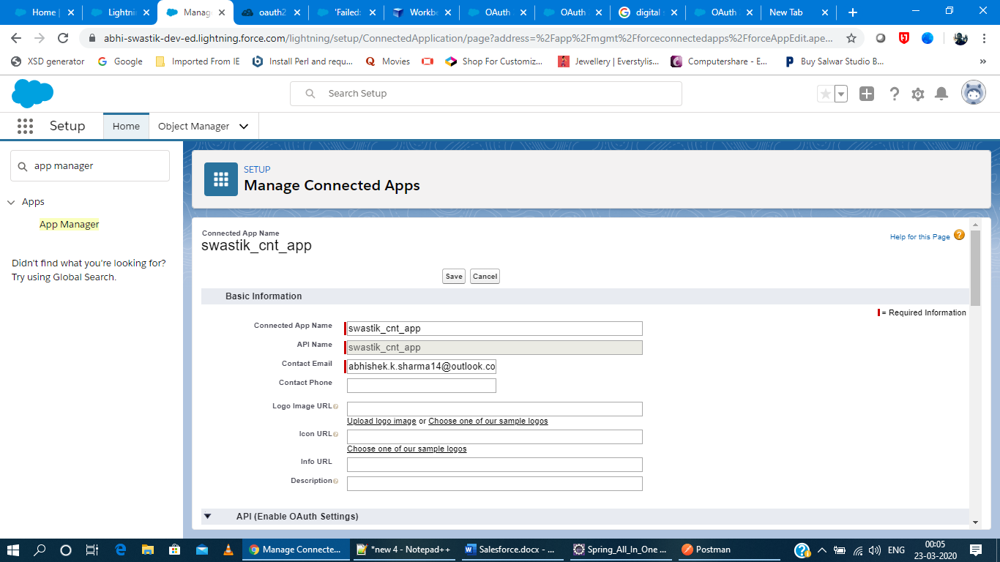 Home |
Lightni
Manag
oauth2
'Failed:
Workbe
OAuth
OAuth
digital s
OAuth
New Tab
abhi-swastik-dev-ed.lightning.force.com/lightning/setup/ConnectedApplication/page?address=%2Fapp%2Fmgmt%2Fforceconnectedapps%2FforceAppEdit.ape...
XSD generator
Google
Imported From IE
Install Perl and requ...
Movies
Shop For Customiz...
Jewellery | Everstylis...
Computershare - E...
Buy Salwar Studio B...
Search Setup
Setup
Home
Object Manager
app manager
Apps
App Manager
Didn't find what you're looking for?
Try using Global Search.
SETUP
Manage Connected Apps
Connected App Name
swastik_cnt_app
Help for this Page
Save Cancel
Basic Information
= Required Information
Connected App Name swastik_cnt_app
API Name swastik_cnt_app
Contact Email abhishek.k.sharma14@outlook.co
Contact Phone
Logo Image URL
Upload logo image or Choose one of our sample logos
Icon URL
Choose one of our sample logos
Info URL
Description
API (Enable OAuth Settings)
Manage Connecte...
*new 4 - Notepad++
Salesforce.docx - ...
Spring_All_In_One ...
Postman
ENG
00:05
23-03-2020